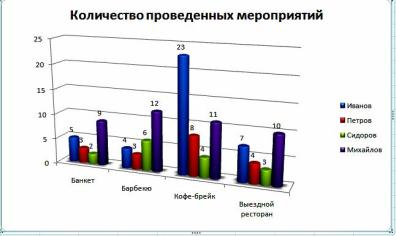 Количество проведенных мероприятий
25
20
15
10
5
0
5 3 2 9
4 3 6 12
23 8 4 11
7 4 3 10
Банкет
Барбекю
Кофе-брейк
Выездной
ресторан
Иванов
Петров
Сидоров
Михайлов